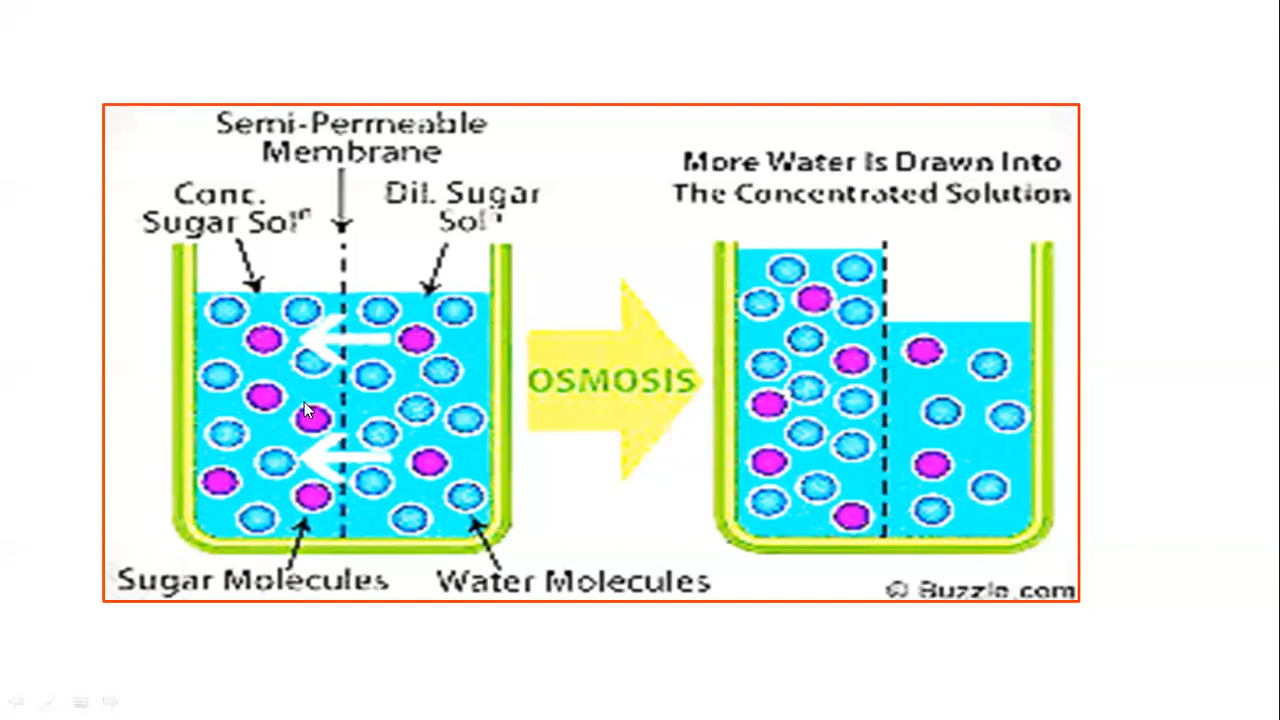 Semi-Permeable
Membrane
Conc.
Sugar Solⁿ
Dil. Sugar
Solⁿ
More Water Is Drawn Into
The Concentrated Solution
OSMOSIS
Sugar Molecules
Water Molecules
© Buzzle.com